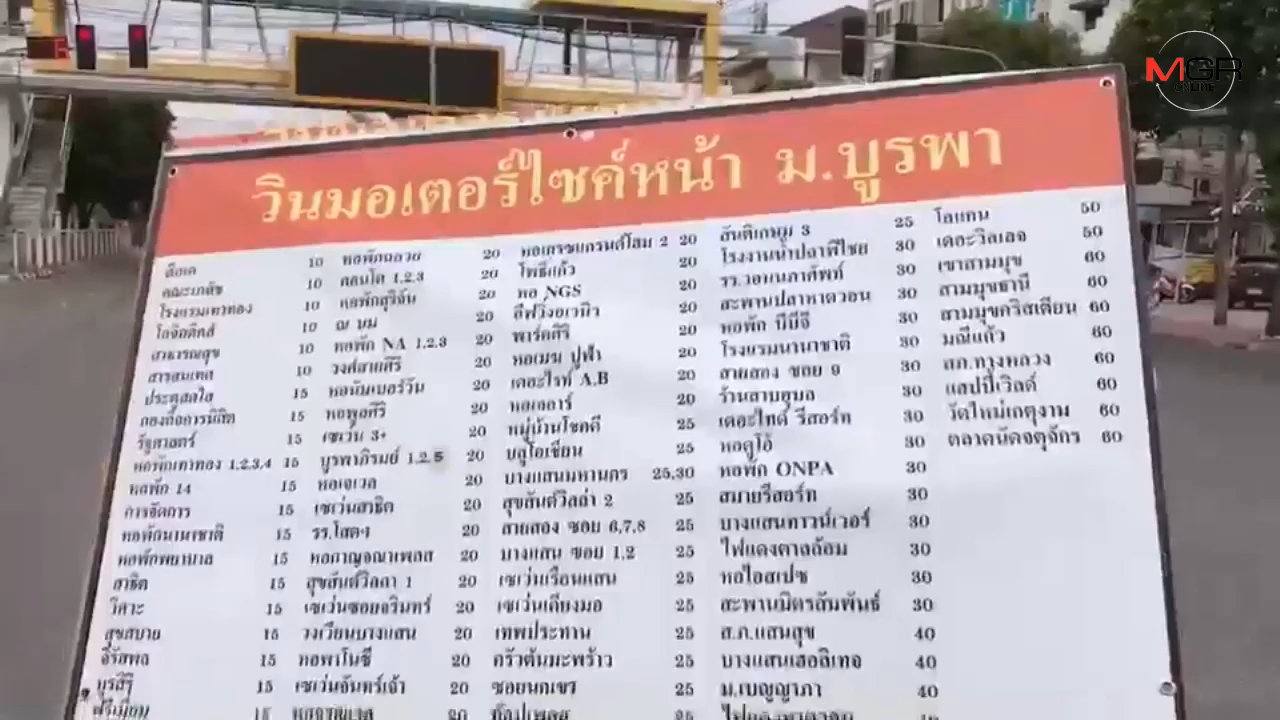 MGR
ONLINE
วินมอเตอร์ไซค์หน้า ม.บูรพา
ตึกเค 10
คณะเภสัช 10
โรงแรมเทาทอง 10
โลจิสติกส์ 10
สาธารณสุข 10
สารสนเทศ 10
ประตูสดใส 15
กองกิจการนิสิต 15
รัฐศาสตร์ 15
หอพักเทาทอง 1,2,3,4 15
หอพัก 14 15
การจัดการ 15
หอพักนานาชาติ 15
หอพักพยาบาล 15
สาธิต 15
วิศวะ 15
สุขสบาย 15
15
บูรสิริ 15
ฟรีเมี่ยม 15
20
คอนโด 1,2,3 20
หอพักสุริฉัน 20
ณ บูม 20
หอพัก NA 1,2,3 20
วงศ์สายศิริ 20
หอนัมเบอร์วัน 20
หอพูลศิริ 20
เซเว่น 3+ 20
บูรพาภิรมย์ 1,2,5 20
หอเจเวล 20
เซเว่นสาธิต 20
รร.โสตฯ 20
หอกาญจณาเพลส 20
สุขสันต์วิลลา 1 20
เซเว่นซอยจรินทร์ 20
วงเวียนบางแสน 20
หอพาโนชี่ 20
เซเว่นจันทร์เจ้า 20
20
หอเกรซแกรนด์โฮม 2 20
โพธิ์แก้ว 20
หอ NGS 20
ลีฟวิ่งอเวนิว 20
พาร์คศิริ 20
20
เดอะไรท์ A,B 20
หอเจอาร์ 20
หมู่บ้านโชคดี 25
บลูโอเชี่ยน 25
บางแสนมหานคร 25,30
สุขสันต์วิลล่า 2 25
สายสอง ซอย 6,7,8 25
บางแสน ซอย 1,2 25
เซเว่นเรือนแสน 25
เซเว่นเคียงมอ 25
เทพประทาน 25
ครัวต้นมะพร้าว 25
ซอยนกเขา 25
ท๊อปเพลส 25
สันติเกษม 3 25
โรงงานน้ำปลาพิไชย 30
รร.วอนนภาศัพท์ 30
สะพานปลาหาดวอน 30
หอพัก บีบีจี 30
โรงแรมนานาชาติ 30
สายสอง ซอย 9 30
ร้านลาบอุบล 30
เดอะไทด์ รีสอร์ท 30
หอดูโอ้ 30
หอพัก ONPA 30
สมายรีสอร์ท 30
บางแสนทาวน์เวอร์ 30
ไฟแดงตาลล้อม 30
หอไอสเปซ 30
สะพานมิตรสัมพันธ์ 30
ส.ภ.แสนสุข 40
บางแสนเฮอลิเทจ 40
ม.เบญญาภา 40
โลแทน 50
เดอะวิลเลจ 50
เขาสามมุข 60
สามมุขธานี 60
สามมุขคริสเตียน 60
มณีแก้ว 60
สภ.ทางหลวง 60
แฮปปี้เวิลด์ 60
วัดใหม่เกตุงาม 60
ตลาดนัดจตุจักร 60